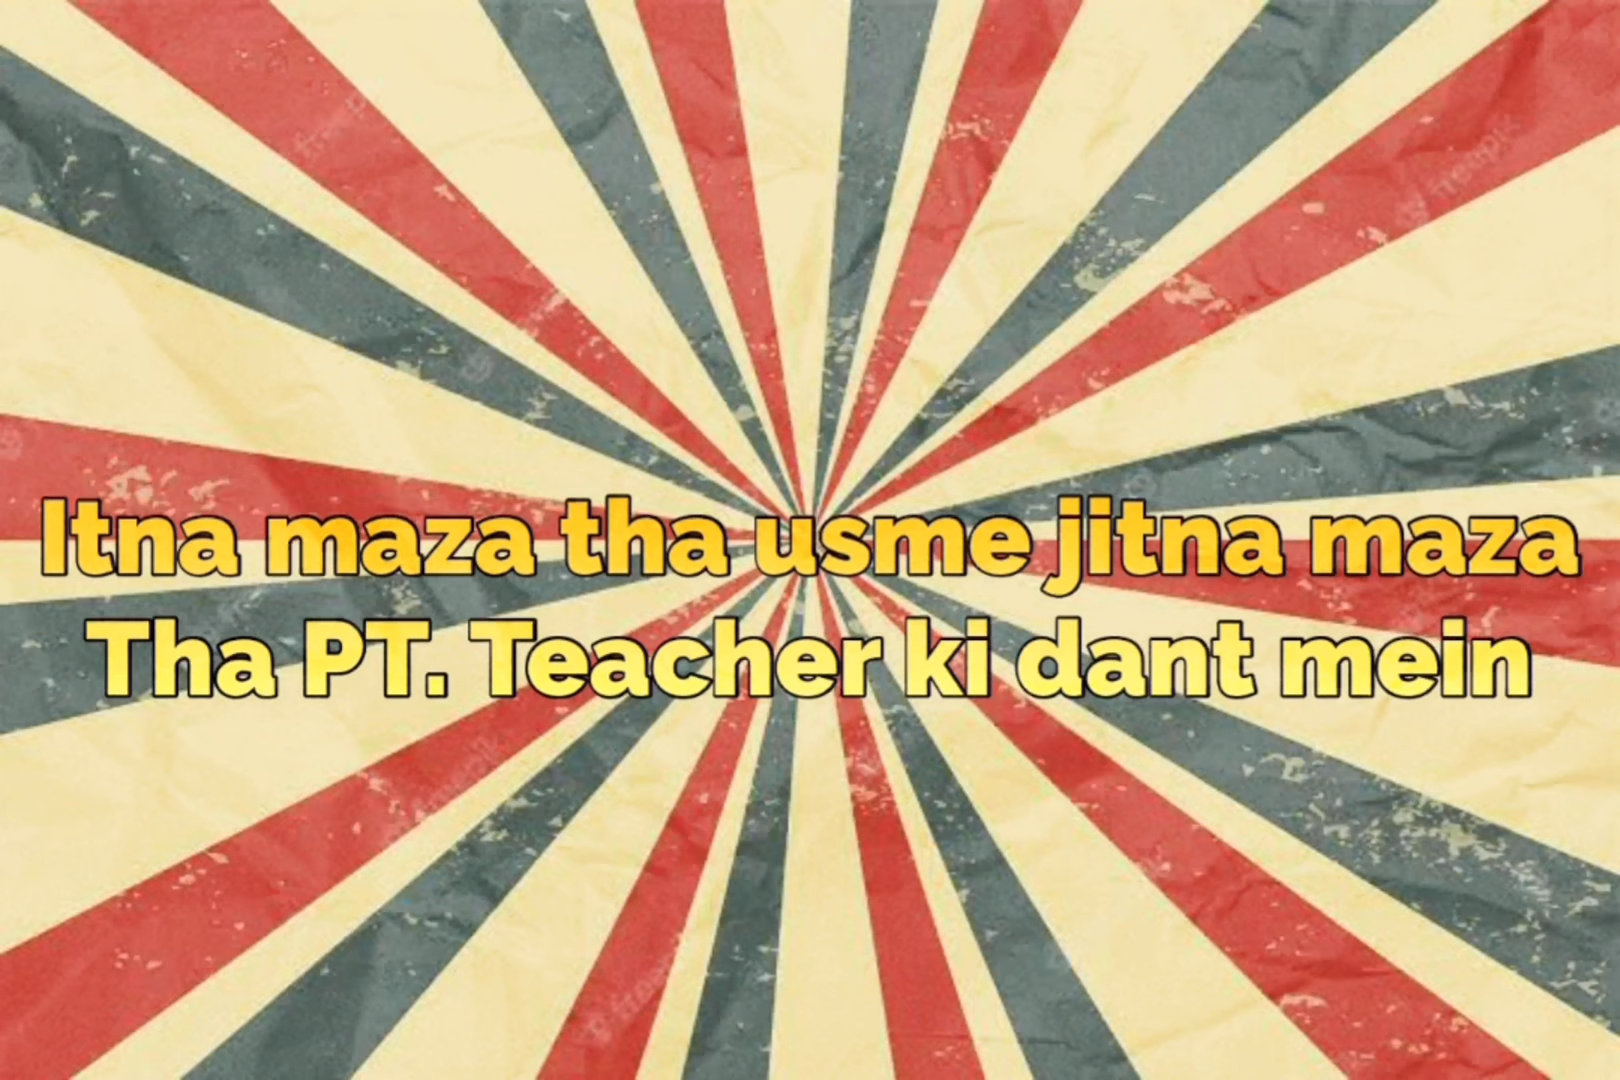 Itna maza tha usme jitna maza
Tha PT. Teacher ki dant mein